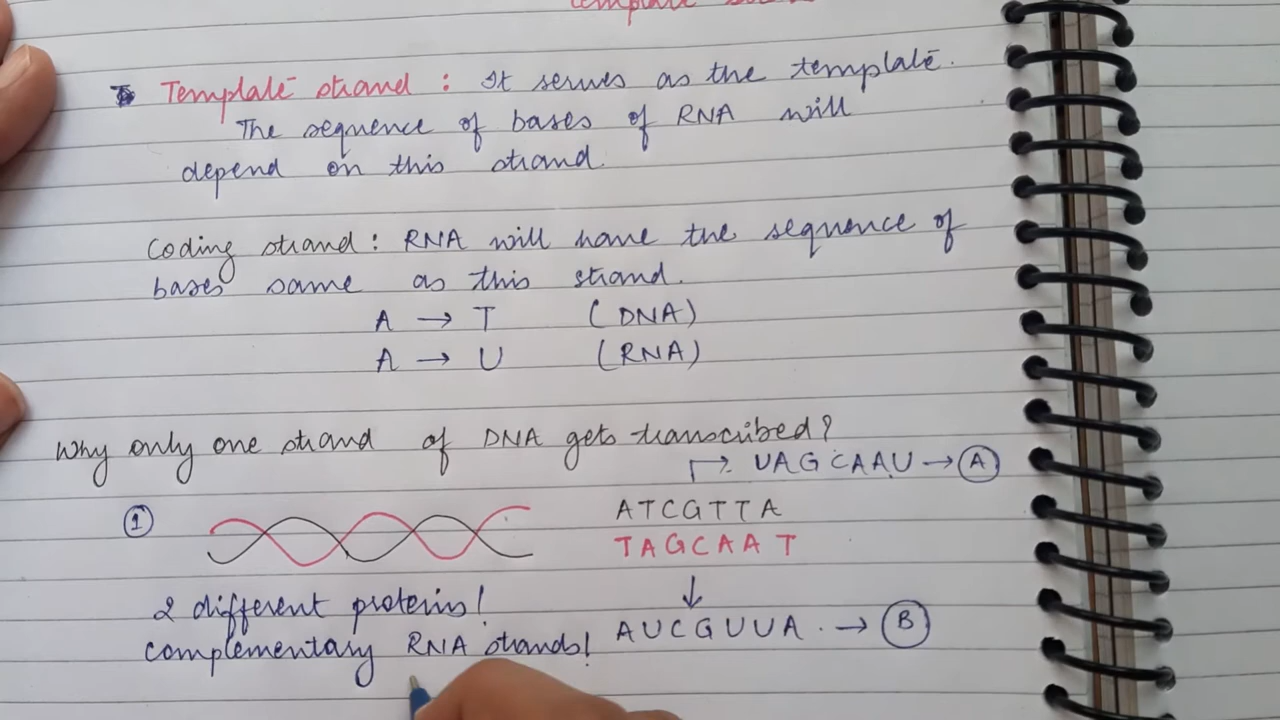 Template strand : It serves as the template.
The sequence of bases of RNA will
depend on this strand.
Coding strand : RNA will have the sequence of
bases same as this strand.
A → T (DNA)
A → U (RNA)
Why only one strand of DNA gets transcribed?
UAGCAAU → A
1
ATCGTTA
TAGCAAT
2 different proteins!
AUCGUUA. → B
complementary RNA strands!